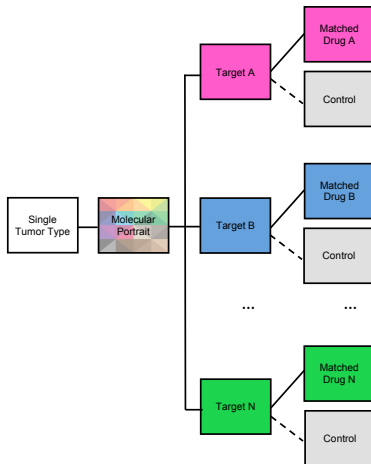 Matched
Drug A
Target A
Control
Matched
Drug B
Single
Tumor Type
Molecular
Portrait
Target B
Control
... ...
Matched
Drug N
Target N
Control